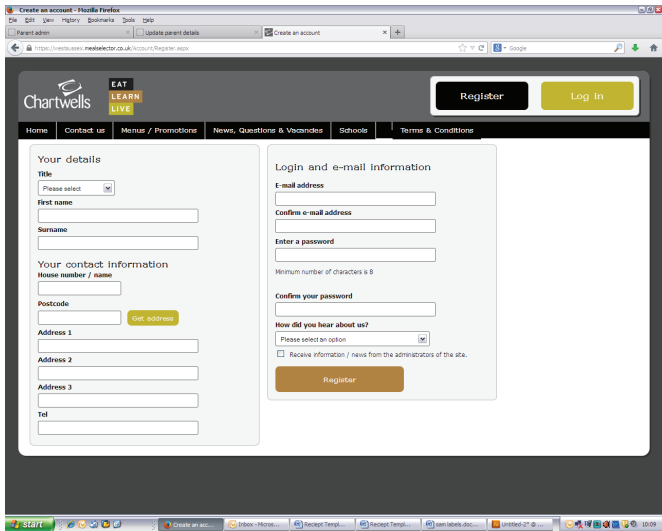 Create an account - Mozilla Firefox
File Edit View History Bookmarks Tools Help
Parent admin × Update parent details × Create an account × +
https://westsussex.mealselector.co.uk/Account/Register.aspx Google
Chartwells
EAT
LEARN
LIVE
Register Log in
Home Contact us Menus / Promotions News, Questions & Vacancies Schools Terms & Conditions
Your details
Title
Please select
First name
Surname
Your contact information
House number / name
Postcode
Get address
Address 1
Address 2
Address 3
Tel
Login and e-mail information
E-mail address
Confirm e-mail address
Enter a password
Minimum number of characters is 8
Confirm your password
How did you hear about us?
Please select an option
Receive information / news from the administrators of the site.
Register
start Create an acc... Inbox - Micros... Reciept Templ... Reciept Templ... sam labels.doc... Untitled-2* @ ... 10:09